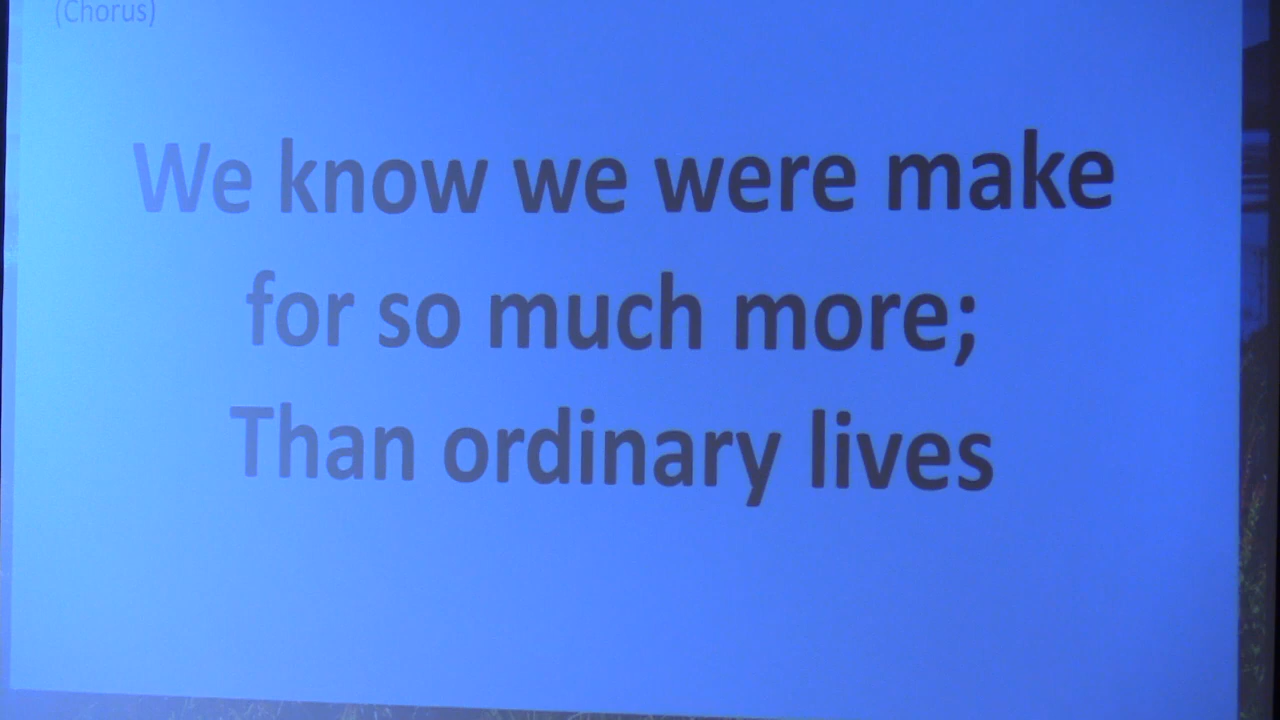 (Chorus)
We know we were make
for so much more;
Than ordinary lives